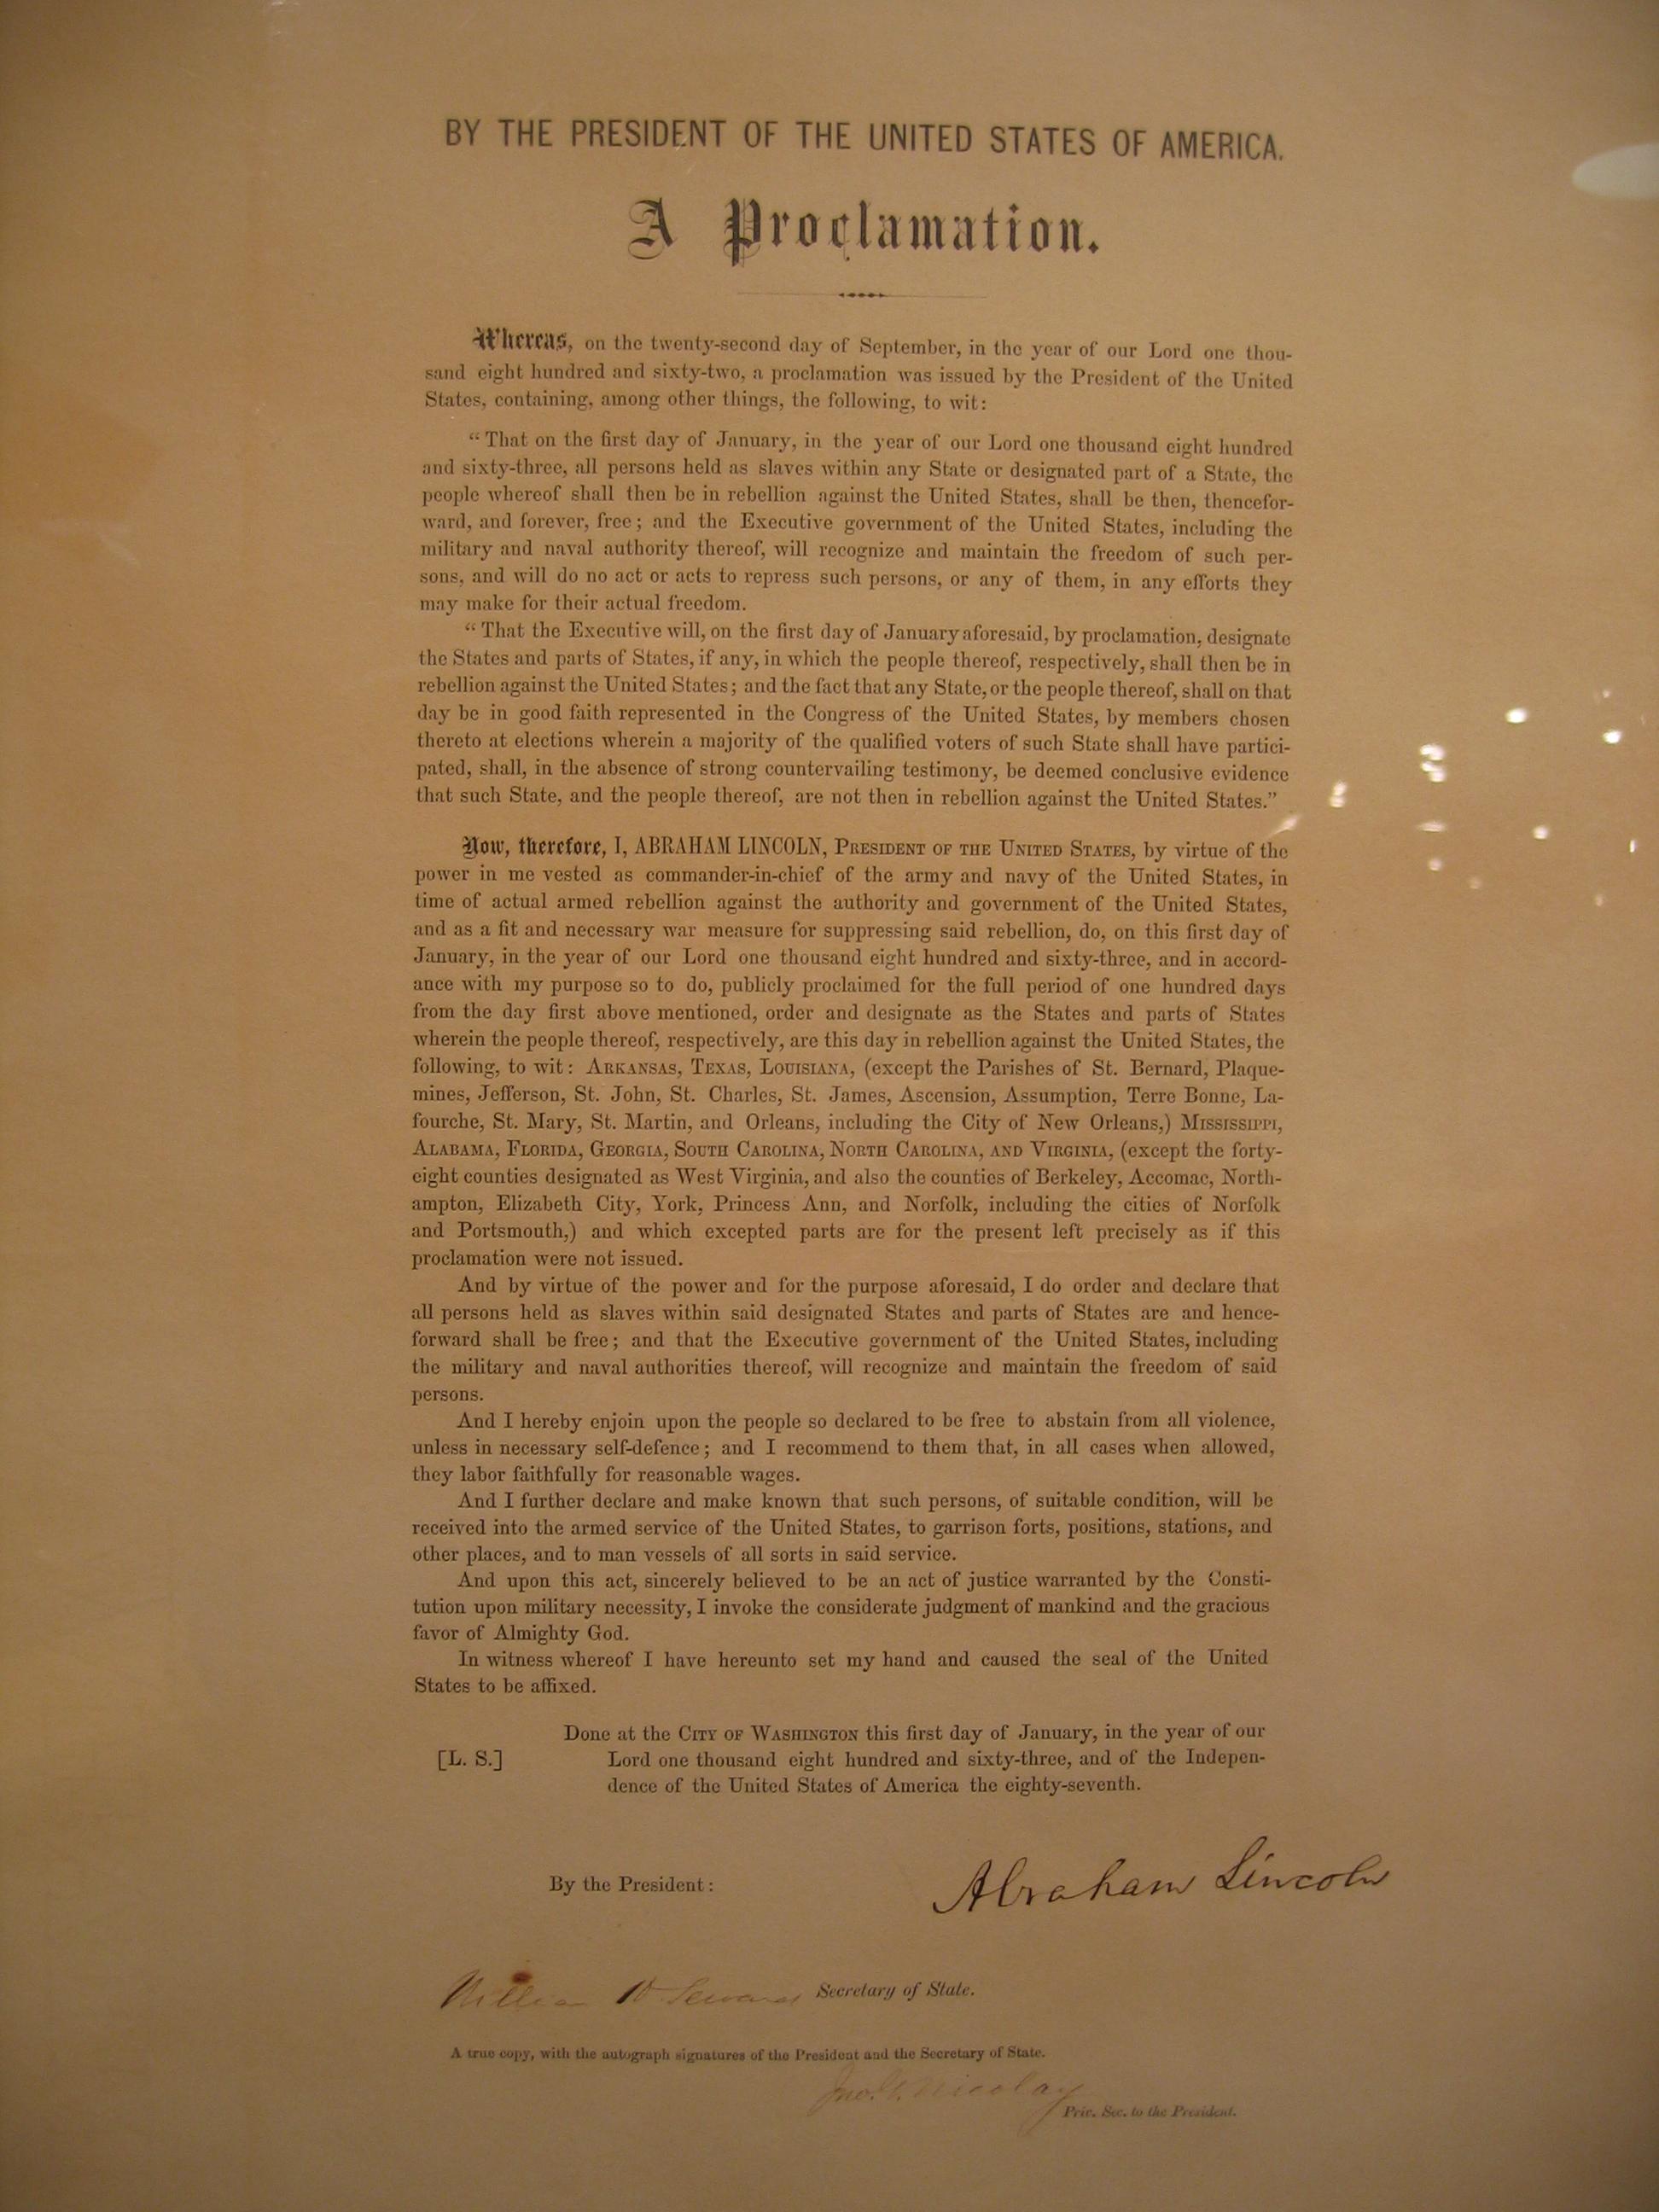 BY THE PRESIDENT OF THE UNITED STATES OF AMERICA.
A Proclamation.
Whereas, on the twenty-second day of September, in the year of our Lord one thou-
sand eight hundred and sixty-two, a proclamation was issued by the President of the United
States, containing, among other things, the following, to wit:
“That on the first day of January, in the year of our Lord one thousand eight hundred
and sixty-three, all persons held as slaves within any State or designated part of a State, the
people whereof shall then be in rebellion against the United States, shall be then, thencefor-
ward, and forever, free; and the Executive government of the United States, including the
military and naval authority thereof, will recognize and maintain the freedom of such per-
sons, and will do no act or acts to repress such persons, or any of them, in any efforts they
may make for their actual freedom.
“That the Executive will, on the first day of January aforesaid, by proclamation, designate
the States and parts of States, if any, in which the people thereof, respectively, shall then be in
rebellion against the United States; and the fact that any State, or the people thereof, shall on that
day be in good faith represented in the Congress of the United States, by members chosen
thereto at elections wherein a majority of the qualified voters of such State shall have partici-
pated, shall, in the absence of strong countervailing testimony, be deemed conclusive evidence
that such State, and the people thereof, are not then in rebellion against the United States.”
Now, therefore, I, ABRAHAM LINCOLN, PRESIDENT OF THE UNITED STATES, by virtue of the
power in me vested as commander-in-chief of the army and navy of the United States, in
time of actual armed rebellion against the authority and government of the United States,
and as a fit and necessary war measure for suppressing said rebellion, do, on this first day of
January, in the year of our Lord one thousand eight hundred and sixty-three, and in accord-
ance with my purpose so to do, publicly proclaimed for the full period of one hundred days
from the day first above mentioned, order and designate as the States and parts of States
wherein the people thereof, respectively, are this day in rebellion against the United States, the
following, to wit: ARKANSAS, TEXAS, LOUISIANA, (except the Parishes of St. Bernard, Plaque-
mines, Jefferson, St. John, St. Charles, St. James, Ascension, Assumption, Terre Bonne, La-
fourche, St. Mary, St. Martin, and Orleans, including the City of New Orleans,) MISSISSIPPI,
ALABAMA, FLORIDA, GEORGIA, SOUTH CAROLINA, NORTH CAROLINA, AND VIRGINIA, (except the forty-
eight counties designated as West Virginia, and also the counties of Berkeley, Accomac, North-
ampton, Elizabeth City, York, Princess Ann, and Norfolk, including the cities of Norfolk
and Portsmouth,) and which excepted parts are for the present left precisely as if this
proclamation were not issued.
And by virtue of the power and for the purpose aforesaid, I do order and declare that
all persons held as slaves within said designated States and parts of States are and hence-
forward shall be free; and that the Executive government of the United States, including
the military and naval authorities thereof, will recognize and maintain the freedom of said
persons.
And I hereby enjoin upon the people so declared to be free to abstain from all violence,
unless in necessary self-defence; and I recommend to them that, in all cases when allowed,
they labor faithfully for reasonable wages.
And I further declare and make known that such persons, of suitable condition, will be
received into the armed service of the United States, to garrison forts, positions, stations, and
other places, and to man vessels of all sorts in said service.
And upon this act, sincerely believed to be an act of justice warranted by the Consti-
tution upon military necessity, I invoke the considerate judgment of mankind and the gracious
favor of Almighty God.
In witness whereof I have hereunto set my hand and caused the seal of the United
States to be affixed.
Done at the CITY OF WASHINGTON this first day of January, in the year of our
[L. S.] Lord one thousand eight hundred and sixty-three, and of the Indepen-
dence of the United States of America the eighty-seventh.
By the President: Abraham Lincoln
William H Seward Secretary of State.
A true copy, with the autograph signatures of the President and the Secretary of State.
Jno. G. Nicolay
Priv. Sec. to the President.